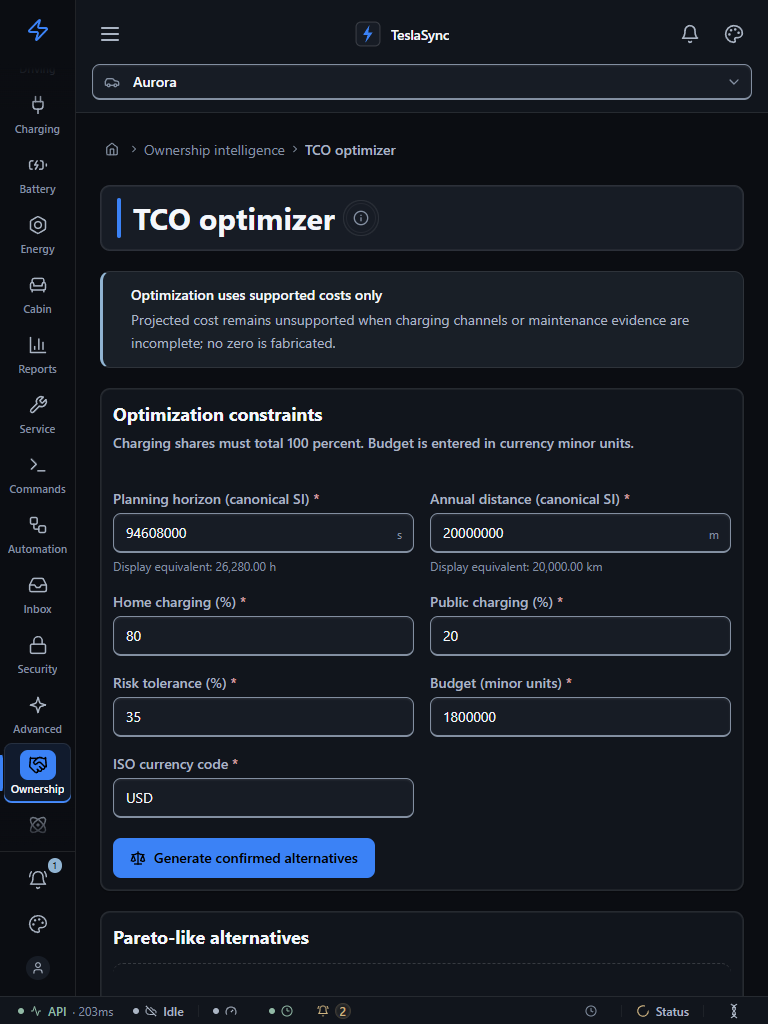 TeslaSync
Aurora
Driving
Charging
Battery
Energy
Cabin
Reports
Service
Commands
Automation
Inbox
Security
Advanced
Ownership
1
Ownership intelligence
TCO optimizer
TCO optimizer
Optimization uses supported costs only
Projected cost remains unsupported when charging channels or maintenance evidence are
incomplete; no zero is fabricated.
Optimization constraints
Charging shares must total 100 percent. Budget is entered in currency minor units.
Planning horizon (canonical SI) *
94608000 s
Display equivalent: 26,280.00 h
Annual distance (canonical SI) *
20000000 m
Display equivalent: 20,000.00 km
Home charging (%) *
80
Public charging (%) *
20
Risk tolerance (%) *
35
Budget (minor units) *
1800000
ISO currency code *
USD
Generate confirmed alternatives
Pareto-like alternatives
API · 203ms
Idle
2
Status